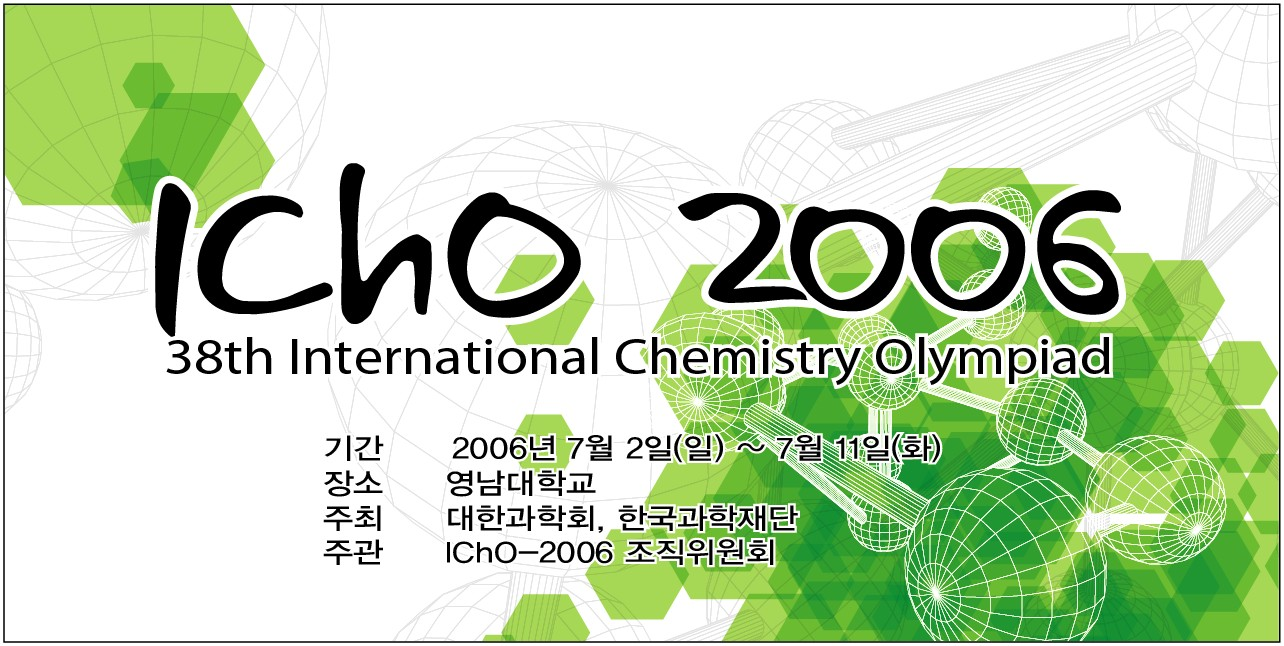 IChO 2006
38th International Chemistry Olympiad
기간 2006년 7월 2일(일) ~ 7월 11일(화)
장소 영남대학교
주최 대한과학회, 한국과학재단
주관 IChO-2006 조직위원회